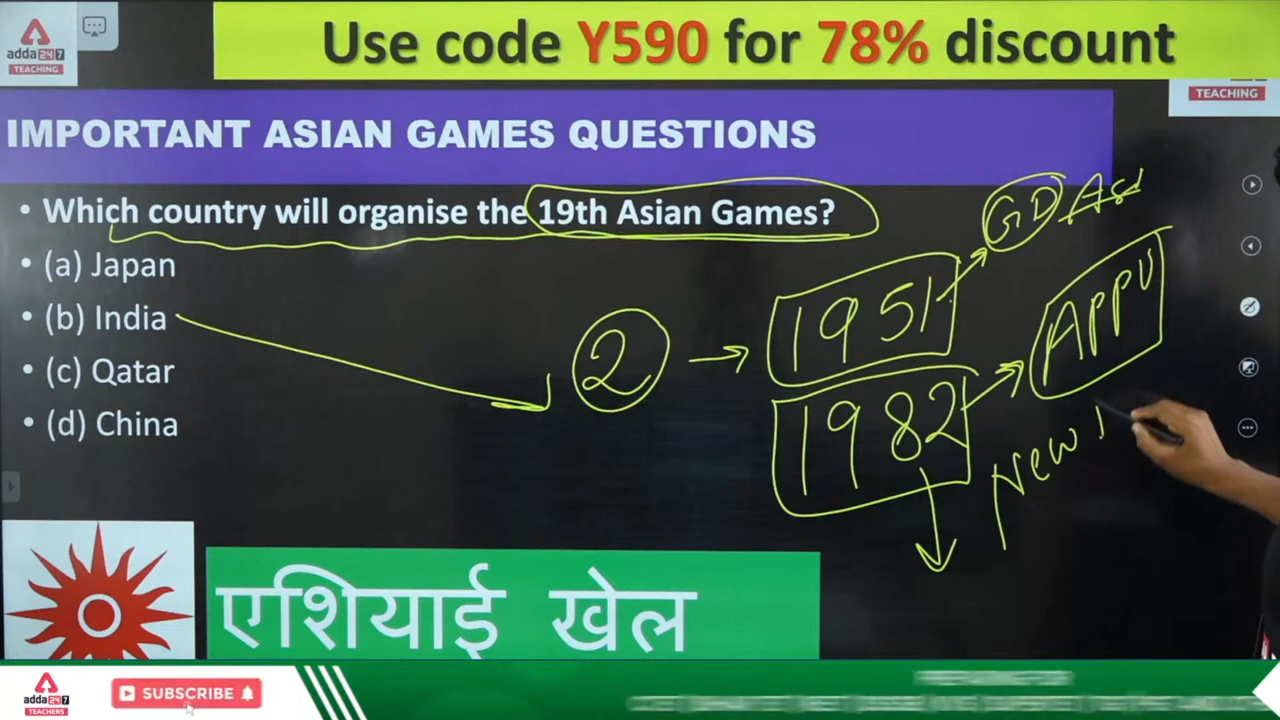 Use code Y590 for 78% discount
adda247
TEACHING
TEACHING
IMPORTANT ASIAN GAMES QUESTIONS
• Which country will organise the 19th Asian Games?
• (a) Japan
• (b) India
• (c) Qatar
• (d) China
2
1951
GD
1982
APPU
New
एशियाई खेल
adda247
TEACHERS
SUBSCRIBE